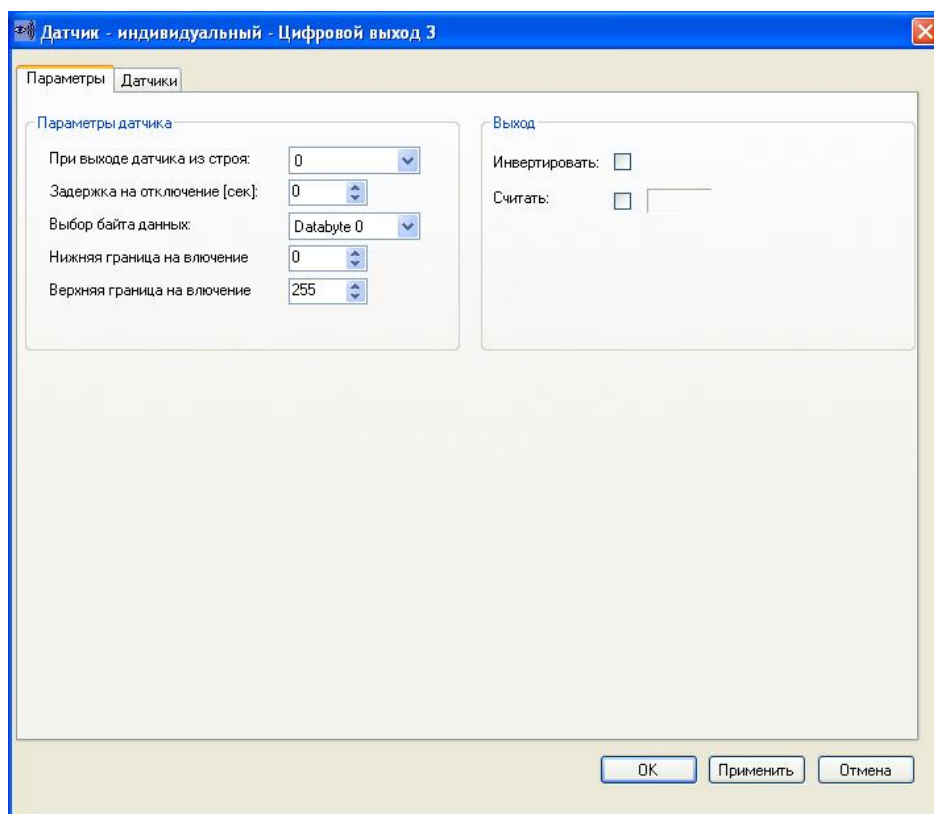 Датчик - индивидуальный - Цифровой выход 3
Параметры Датчики
Параметры датчика
При выходе датчика из строя: 0
Задержка на отключение [сек]: 0
Выбор байта данных: Databyte 0
Нижняя граница на влючение 0
Верхняя граница на влючение 255
Выход
Инвертировать:
Считать:
OK Применить Отмена